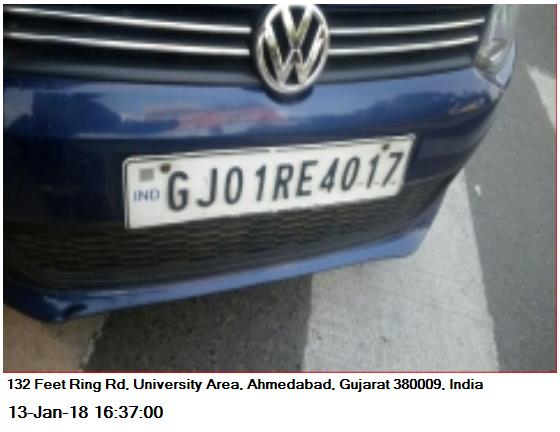 IND GJ01RE4017
132 Feet Ring Rd, University Area, Ahmedabad, Gujarat 380009, India
13-Jan-18 16:37:00